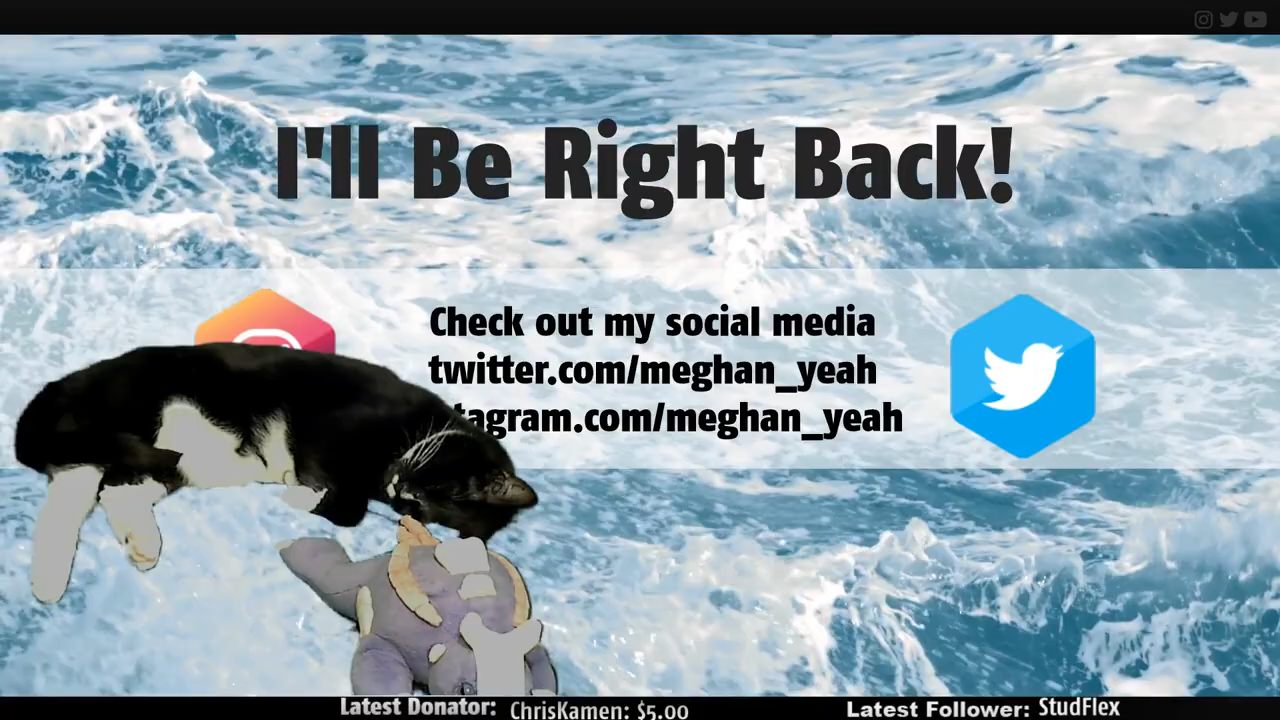 I'll Be Right Back!
Check out my social media
twitter.com/meghan_yeah
tagram.com/meghan_yeah
Latest Donator: ChrisKamen: $5.00
Latest Follower: StudFlex